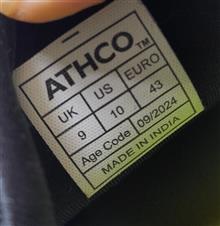 ATHCO™
UK US EURO
9 10 43
Age Code 09/2024
MADE IN INDIA